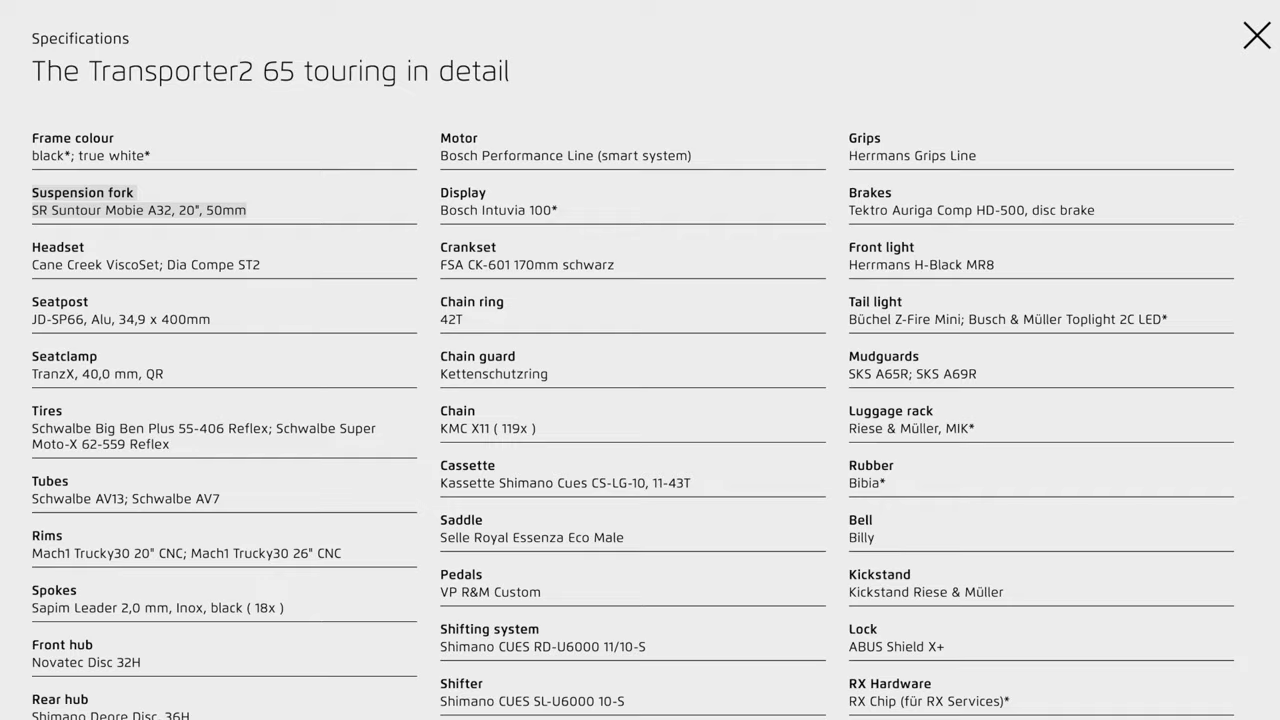 Specifications
The Transporter2 65 touring in detail
Frame colour
black*; true white*
Suspension fork
SR Suntour Mobie A32, 20", 50mm
Headset
Cane Creek ViscoSet; Dia Compe ST2
Seatpost
JD-SP66, Alu, 34,9 x 400mm
Seatclamp
TranzX, 40,0 mm, QR
Tires
Schwalbe Big Ben Plus 55-406 Reflex; Schwalbe Super
Moto-X 62-559 Reflex
Tubes
Schwalbe AV13; Schwalbe AV7
Rims
Mach1 Trucky30 20" CNC; Mach1 Trucky30 26" CNC
Spokes
Sapim Leader 2,0 mm, Inox, black ( 18x )
Front hub
Novatec Disc 32H
Rear hub
Shimano Deore Disc, 36H
Motor
Bosch Performance Line (smart system)
Display
Bosch Intuvia 100*
Crankset
FSA CK-601 170mm schwarz
Chain ring
42T
Chain guard
Kettenschutzring
Chain
KMC X11 ( 119x )
Cassette
Kassette Shimano Cues CS-LG-10, 11-43T
Saddle
Selle Royal Essenza Eco Male
Pedals
VP R&M Custom
Shifting system
Shimano CUES RD-U6000 11/10-S
Shifter
Shimano CUES SL-U6000 10-S
Grips
Herrmans Grips Line
Brakes
Tektro Auriga Comp HD-500, disc brake
Front light
Herrmans H-Black MR8
Tail light
Büchel Z-Fire Mini; Busch & Müller Toplight 2C LED*
Mudguards
SKS A65R; SKS A69R
Luggage rack
Riese & Müller, MIK*
Rubber
Bibia*
Bell
Billy
Kickstand
Kickstand Riese & Müller
Lock
ABUS Shield X+
RX Hardware
RX Chip (für RX Services)*